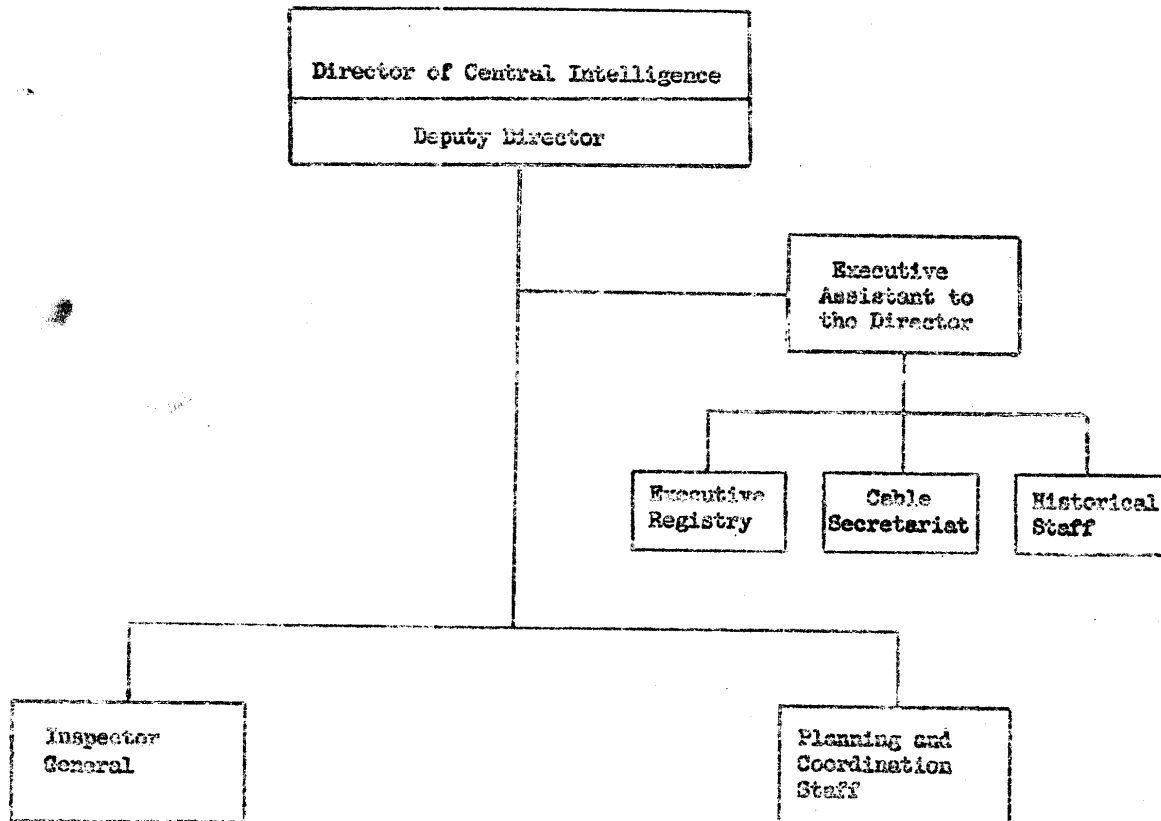 Director of Central Intelligence
Deputy Director
Executive
Assistant to
the Director
Executive
Registry
Cable
Secretariat
Historical
Staff
Inspector
General
Planning and
Coordination
Staff